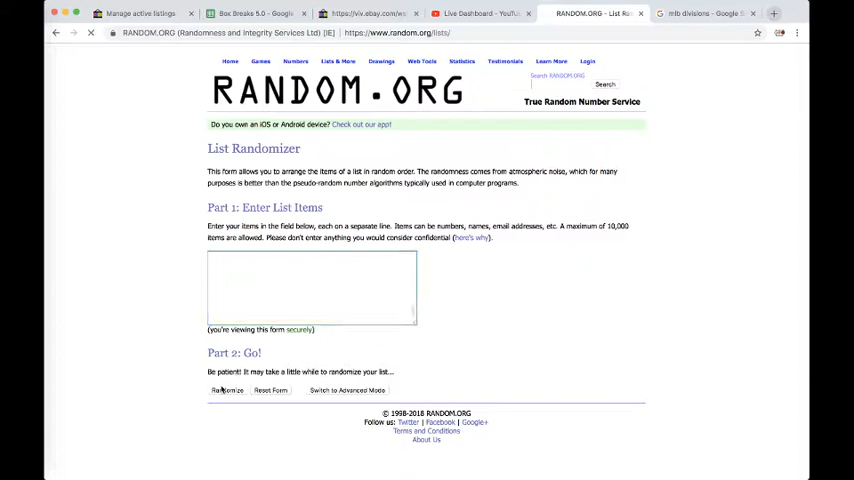 Manage active listings
Box Breaks 5.0 - Google
https://viv.ebay.com/ws
Live Dashboard - YouTu
RANDOM.ORG - List Ra
mlb divisions - Google S
RANDOM.ORG (Randomness and Integrity Services Ltd) [IE] https://www.random.org/lists/
Home Games Numbers Lists & More Drawings Web Tools Statistics Testimonials Learn More Login
RANDOM.ORG
Search RANDOM.ORG
Search
True Random Number Service
Do you own an iOS or Android device? Check out our app!
List Randomizer
This form allows you to arrange the items of a list in random order. The randomness comes from atmospheric noise, which for many
purposes is better than the pseudo-random number algorithms typically used in computer programs.
Part 1: Enter List Items
Enter your items in the field below, each on a separate line. Items can be numbers, names, email addresses, etc. A maximum of 10,000
items are allowed. Please don't enter anything you would consider confidential (here's why).
(you're viewing this form securely)
Part 2: Go!
Be patient! It may take a little while to randomize your list...
Randomize Reset Form Switch to Advanced Mode
© 1998-2018 RANDOM.ORG
Follow us: Twitter | Facebook | Google+
Terms and Conditions
About Us